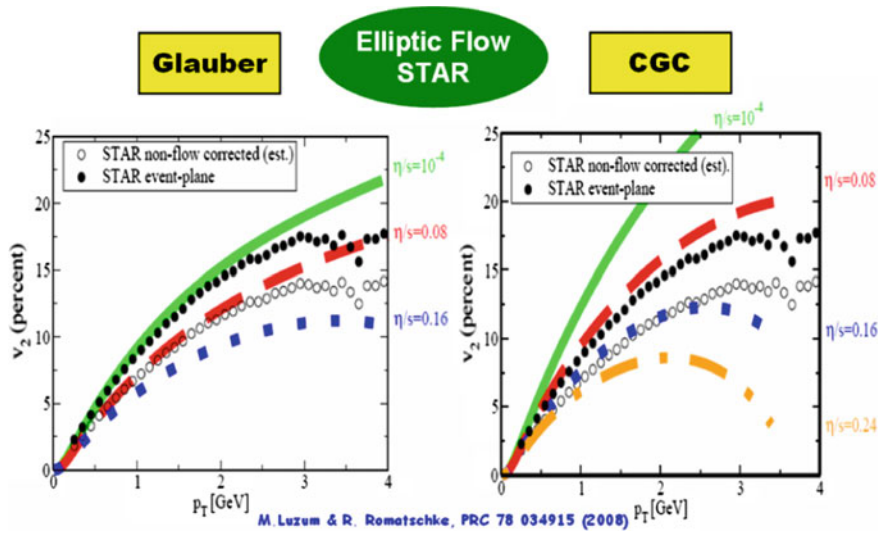 Glauber
Elliptic Flow
STAR
CGC
25
20
15
10
5
0
v2 (percent)
STAR non-flow corrected (est.)
STAR event-plane
η/s=10-4
η/s=0.08
η/s=0.16
0 1 2 3 4
pT [GeV]
25
20
15
10
5
0
v2 (percent)
STAR non-flow corrected (est).
STAR event-plane
η/s=10-4
η/s=0.08
η/s=0.16
η/s=0.24
0 1 2 3 4
pT [GeV]
M.Luzum & R. Romatschke, PRC 78 034915 (2008)